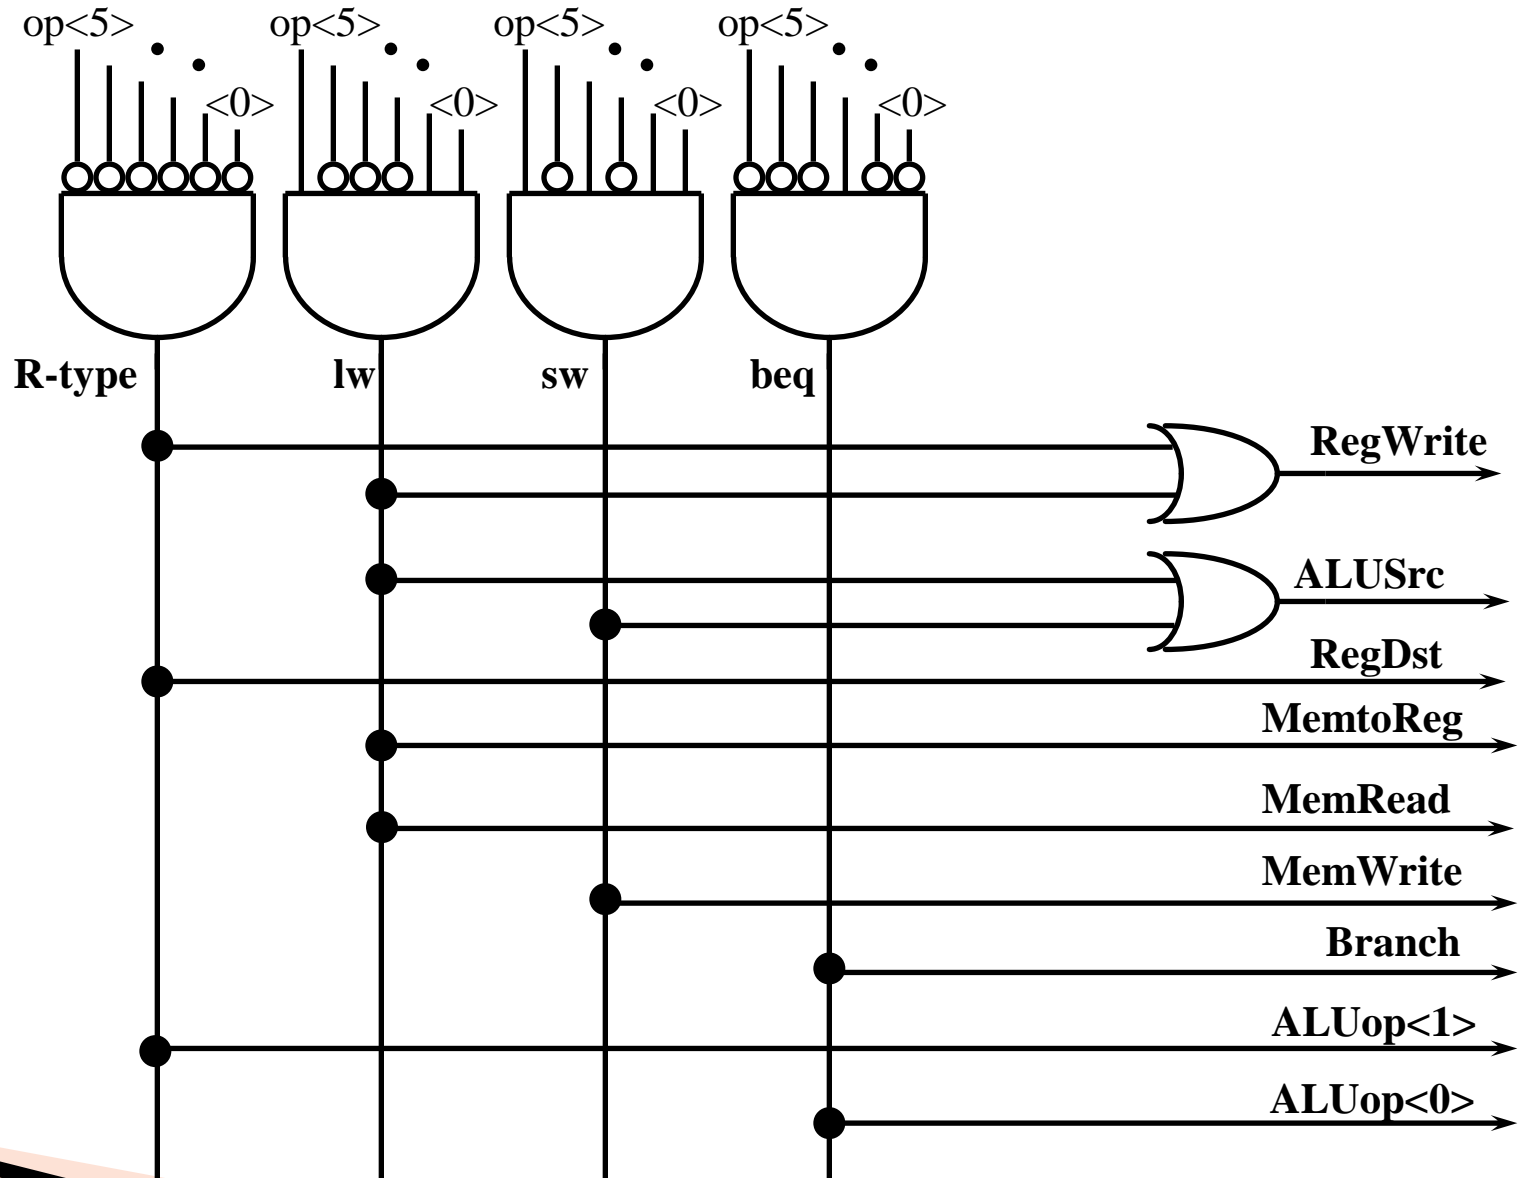 op<5>
op<5>
op<5>
op<5>
<0>
<0>
<0>
<0>
R-type
lw
sw
beq
RegWrite
ALUSrc
RegDst
MemtoReg
MemRead
MemWrite
Branch
ALUop<1>
ALUop<0>